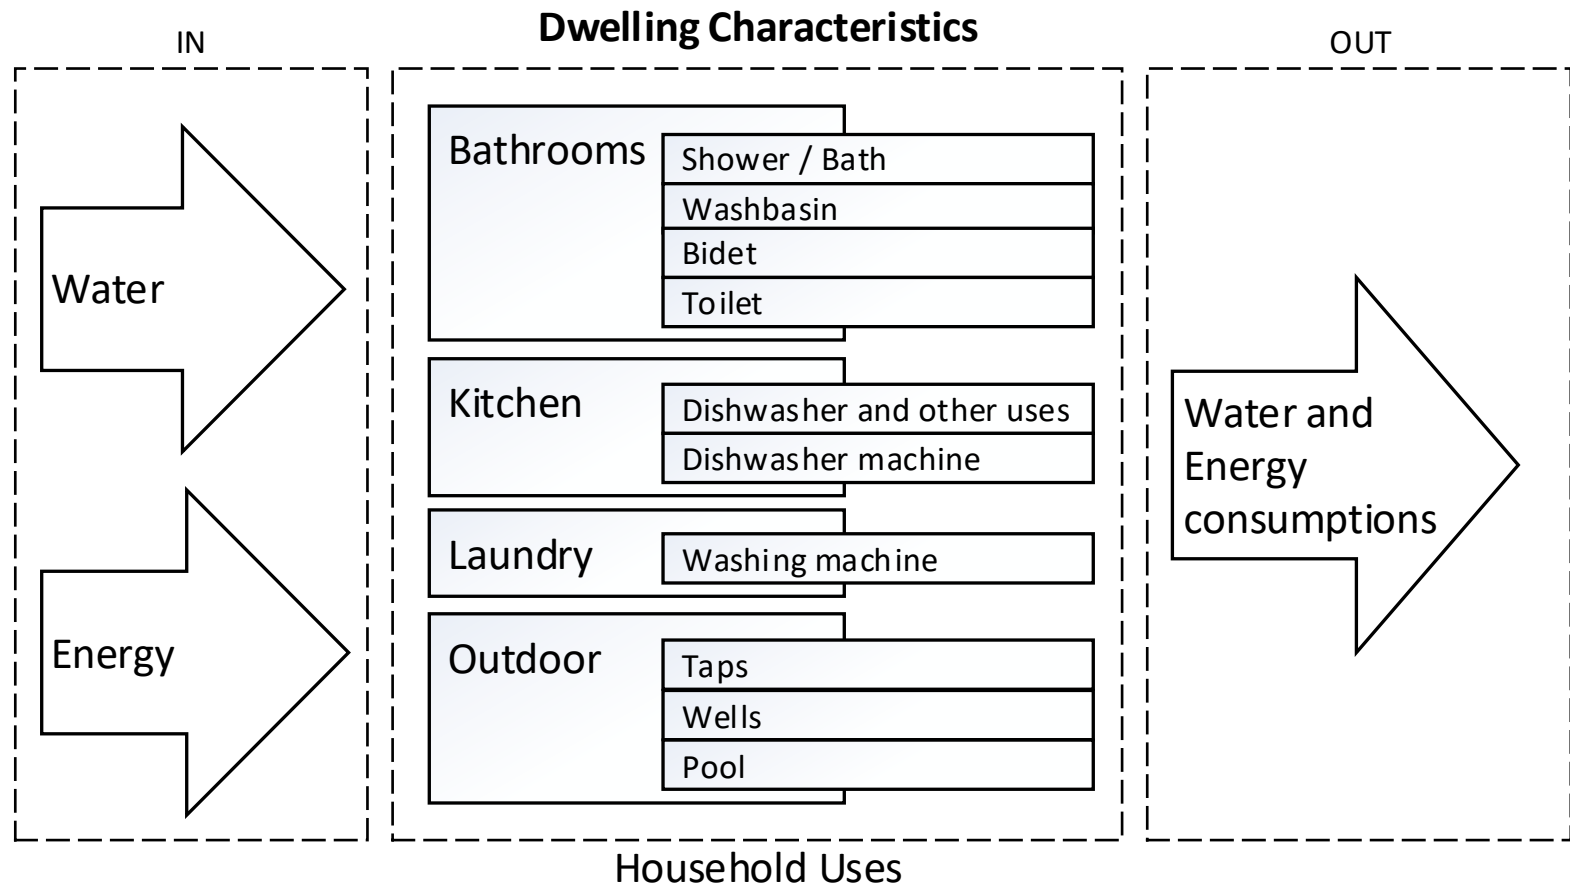 Dwelling Characteristics
IN
OUT
Water
Energy
Bathrooms
Shower / Bath
Washbasin
Bidet
Toilet
Kitchen
Dishwasher and other uses
Dishwasher machine
Laundry
Washing machine
Outdoor
Taps
Wells
Pool
Water and
Energy
consumptions
Household Uses